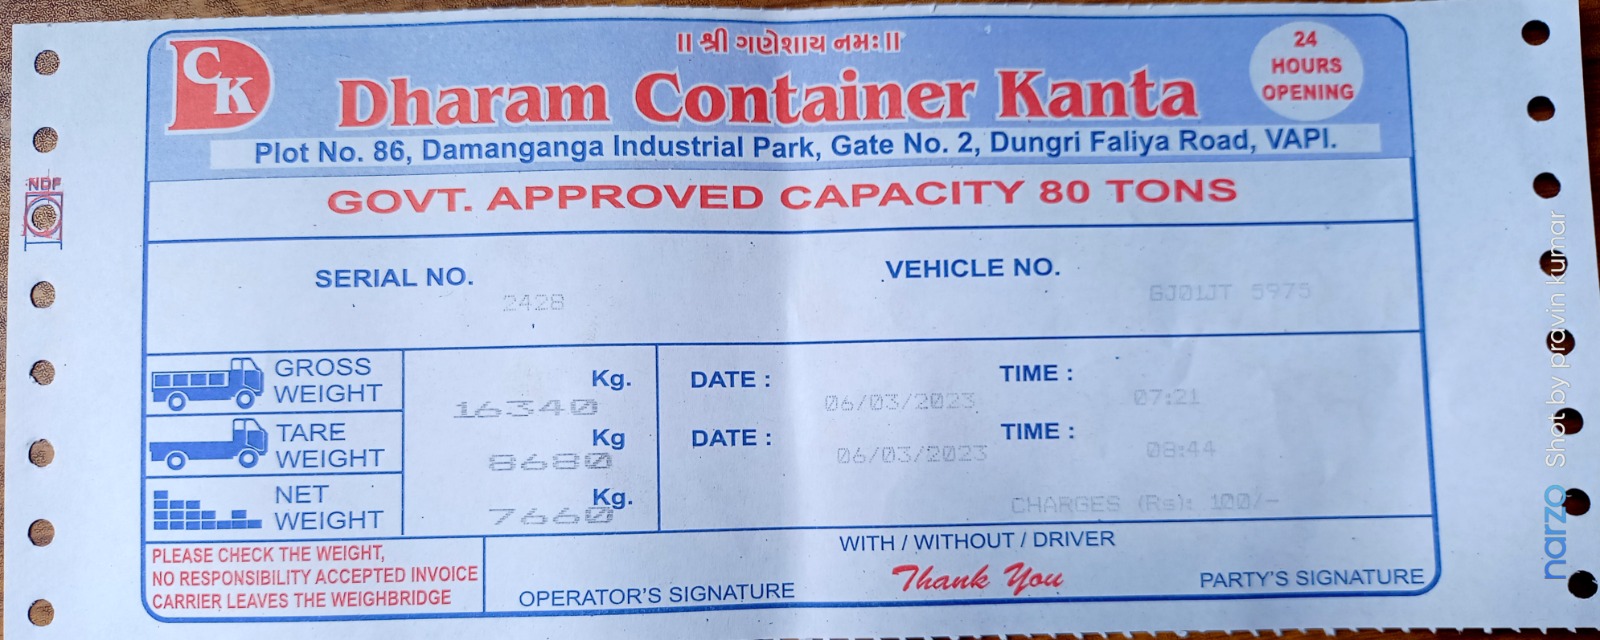 CK
॥ श्री ગણેશાય નમઃ॥
24
HOURS
OPENING
Dharam Container Kanta
Plot No. 86, Damanganga Industrial Park, Gate No. 2, Dungri Faliya Road, VAPI.
NDF
GOVT. APPROVED CAPACITY 80 TONS
SERIAL NO.
2428
VEHICLE NO.
GJ01JT 5975
GROSS WEIGHT 16340 Kg. DATE : 06/03/2023 TIME : 07:21
TARE WEIGHT 8680 Kg DATE : 06/03/2023 TIME : 08:44
NET WEIGHT 7660 Kg. CHARGES (Rs): 100/-
PLEASE CHECK THE WEIGHT,
NO RESPONSIBILITY ACCEPTED INVOICE
CARRIER LEAVES THE WEIGHBRIDGE
WITH / WITHOUT / DRIVER
OPERATOR'S SIGNATURE
Thank You
PARTY'S SIGNATURE
narzo Shot by pravin kumar